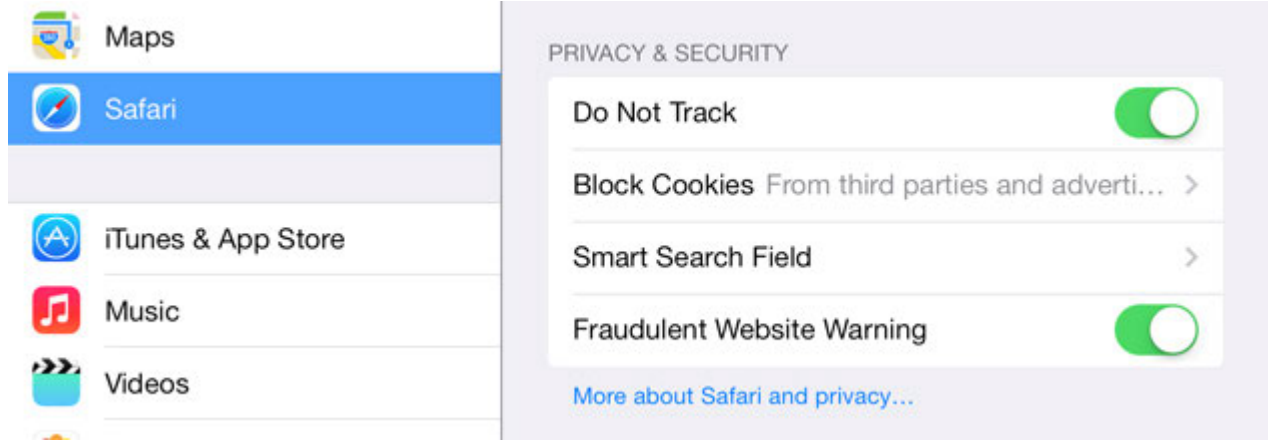 Maps
Safari
iTunes & App Store
Music
Videos
PRIVACY & SECURITY
Do Not Track
Block Cookies From third parties and adverti...
Smart Search Field
Fraudulent Website Warning
More about Safari and privacy...